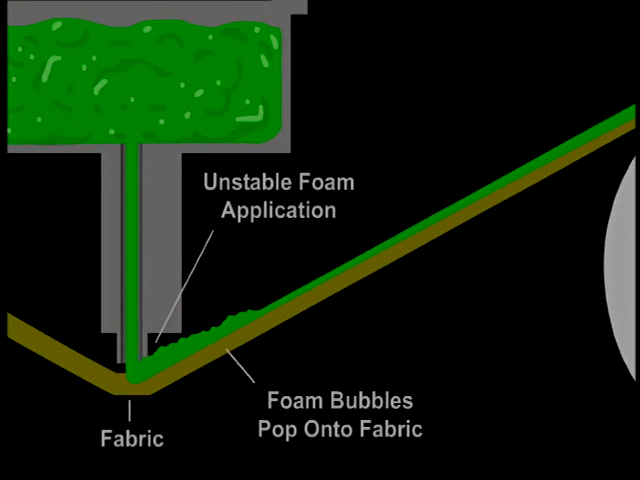 Unstable Foam
Application
Foam Bubbles
Pop Onto Fabric
Fabric